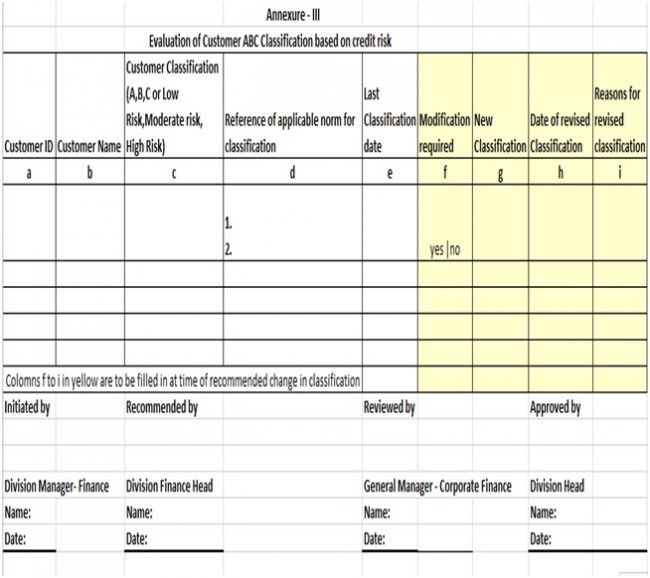 Annexure - III
Evaluation of Customer ABC Classification based on credit risk
Customer ID
Customer Name
Customer Classification
(A,B,C or Low
Risk,Moderate risk,
High Risk)
Reference of applicable norm for
classification
Last
Classification
date
Modification
required
New
Classification
Date of revised
Classification
Reasons for
revised
classification
a b c d e f g h i
1.
2.
yes |no
Colomns f to i in yellow are to be filled in at time of recommended change in classification
Initiated by Recommended by Reviewed by Approved by
Division Manager- Finance Division Finance Head General Manager - Corporate Finance Division Head
Name: Name: Name: Name:
Date: Date: Date: Date: